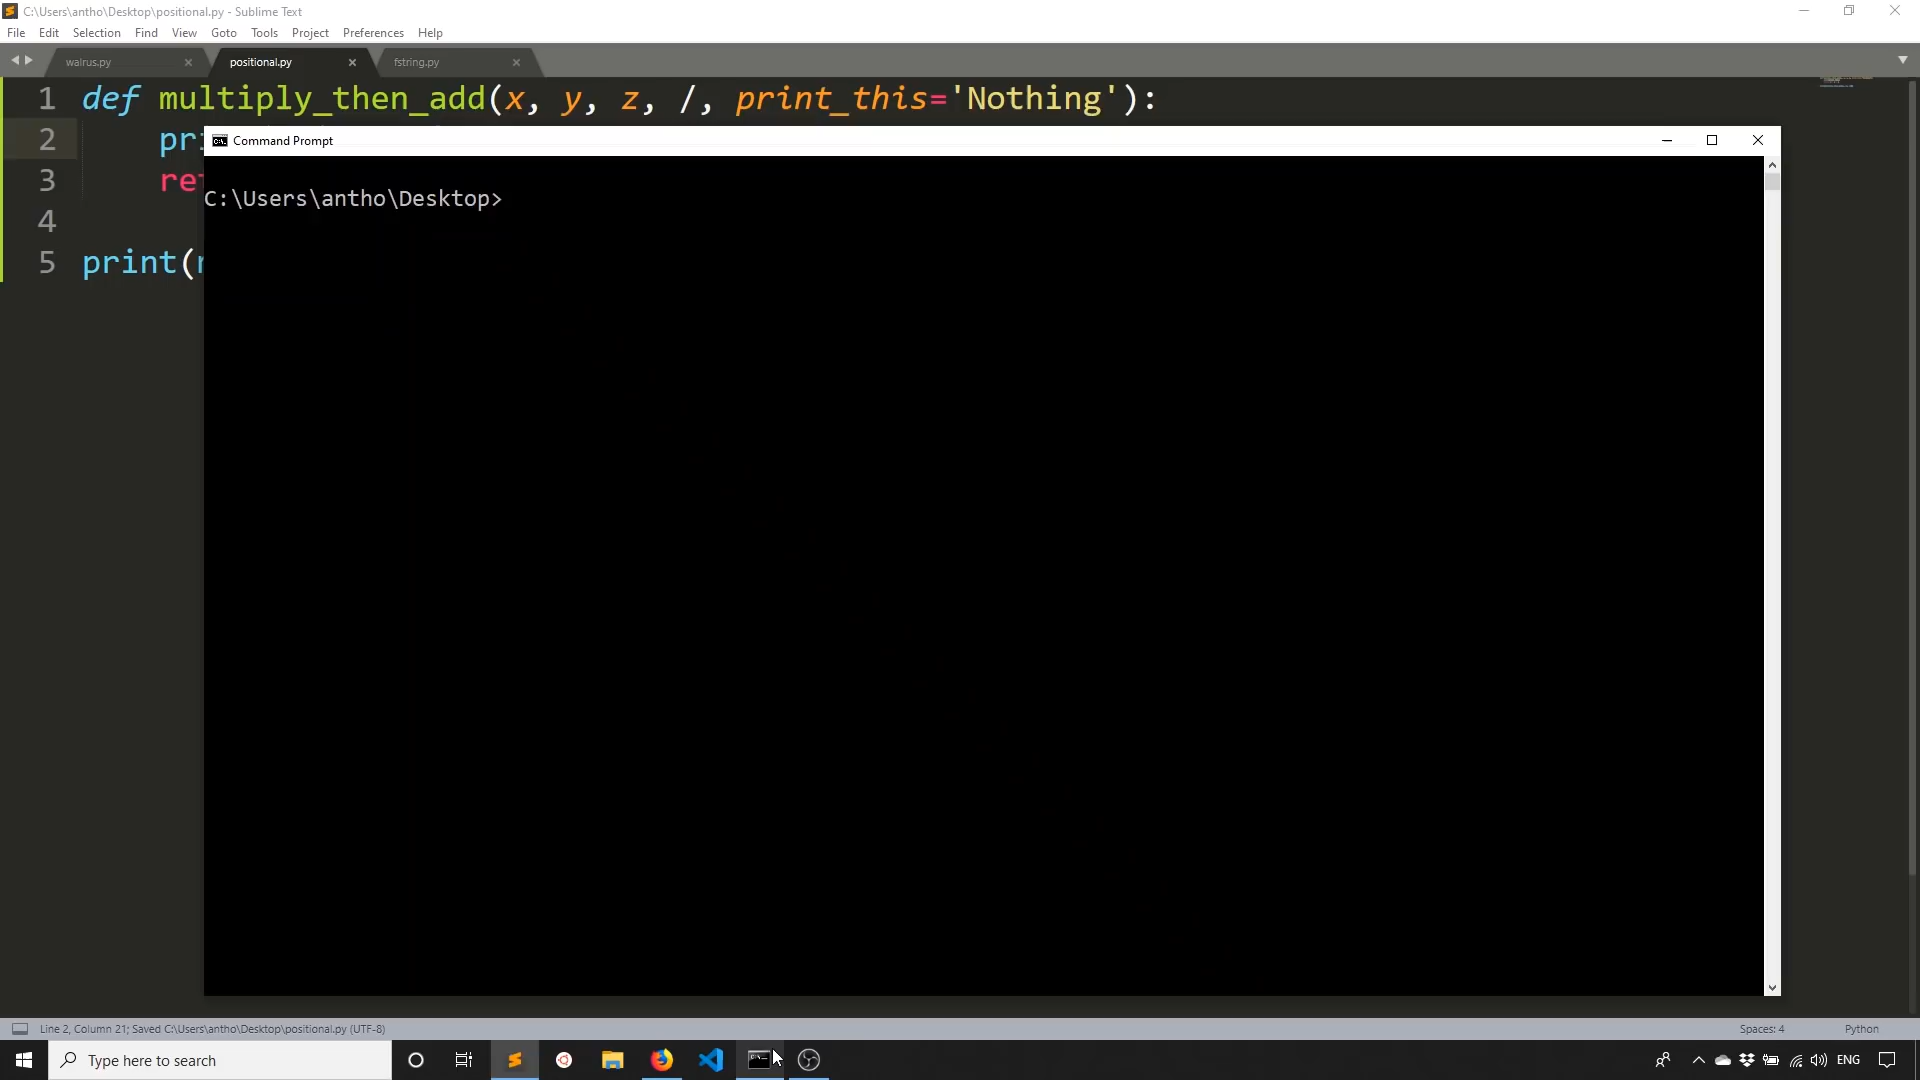 C:\Users\antho\Desktop\positional.py - Sublime Text
File Edit Selection Find View Goto Tools Project Preferences Help
walrus.py positional.py fstring.py
1 def multiply_then_add(x, y, z, /, print_this='Nothing'):
2 pri
3 ret
4
5 print(
Command Prompt
C:\Users\antho\Desktop>
Line 2, Column 21; Saved C:\Users\antho\Desktop\positional.py (UTF-8) Spaces: 4 Python
Type here to search ENG